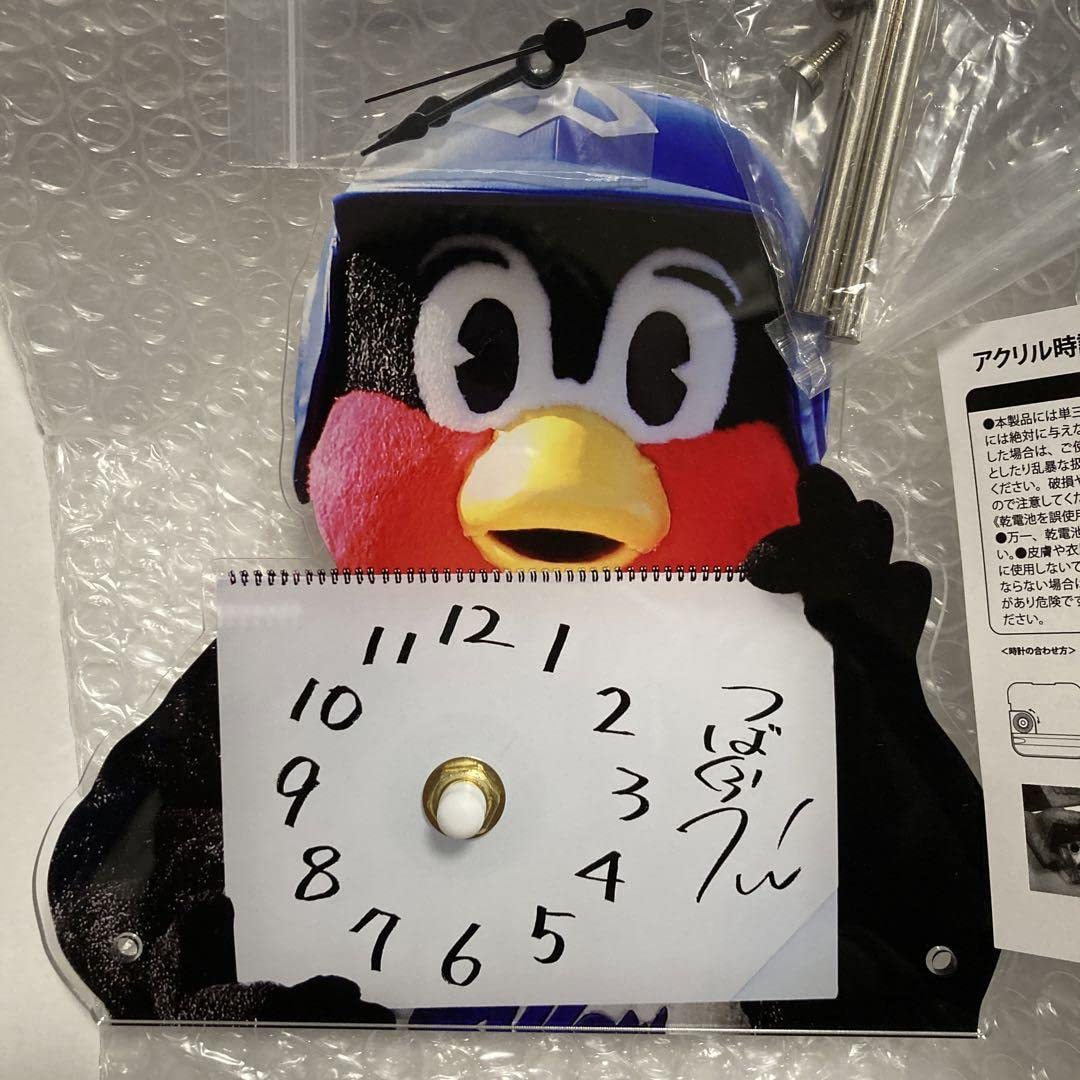 12
11
1
10
2
9
3
8
4
7
5
6
つば九郎
アクリル時
●本製品には単三
には絶対に与えな
した場合は、ご使
としたり乱暴な扱
ください。破損や
ので注意してくだ
《乾電池を誤使用
●万一、乾電池
い。●皮膚や衣
に使用しないで
ならない場合に
があり危険です
ださい。
<時計の合わせ方>